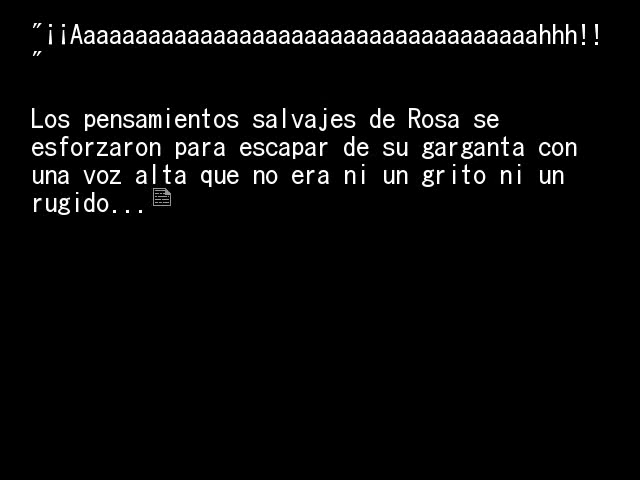 "¡¡Aaaaaaaaaaaaaaaaaaaaaaaaaaaaaaaaaaaahhh!!
"
Los pensamientos salvajes de Rosa se
esforzaron para escapar de su garganta con
una voz alta que no era ni un grito ni un
rugido...